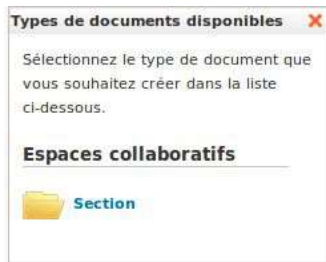 Types de documents disponibles
Sélectionnez le type de document que
vous souhaitez créer dans la liste
ci-dessous.
Espaces collaboratifs
Section